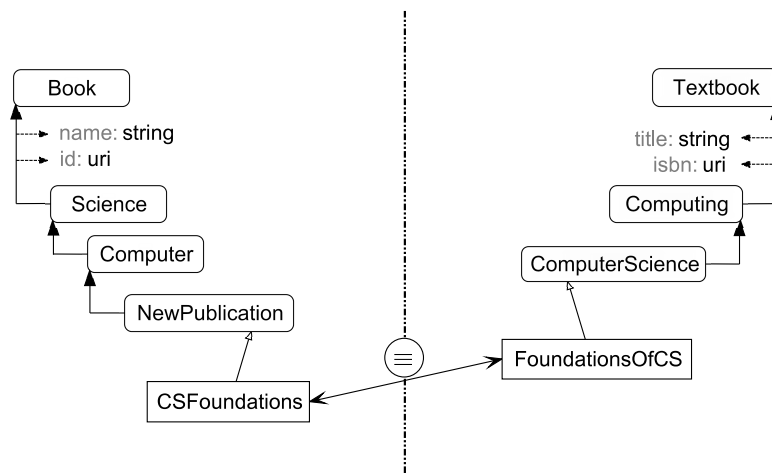 Book
name: string
id: uri
Science
Computer
NewPublication
CSFoundations
Textbook
title: string
isbn: uri
Computing
ComputerScience
FoundationsOfCS